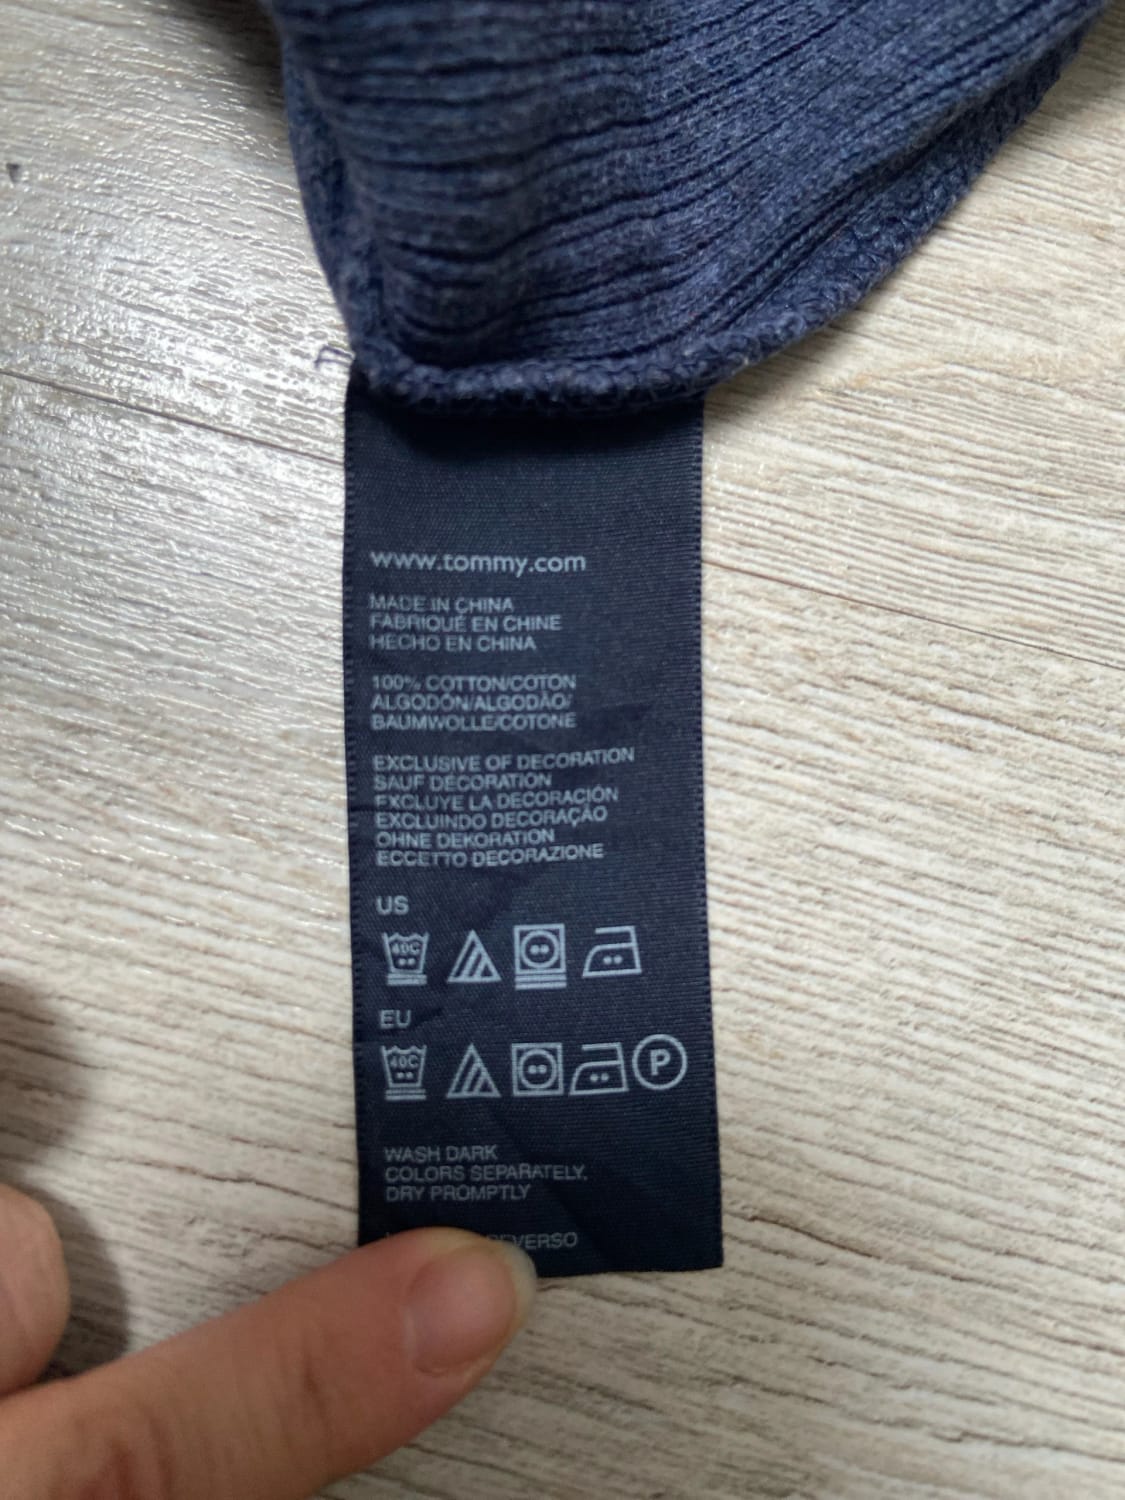 www.tommy.com
MADE IN CHINA
FABRIQUÉ EN CHINE
HECHO EN CHINA
100% COTTON/COTON
ALGODÓN/ALGODÃO/
BAUMWOLLE/COTONE
EXCLUSIVE OF DECORATION
SAUF DÉCORATION
EXCLUYE LA DECORACIÓN
EXCLUINDO DECORAÇÃO
OHNE DEKORATION
ECCETTO DECORAZIONE
US
40C
EU
40C P
WASH DARK
COLORS SEPARATELY,
DRY PROMPTLY